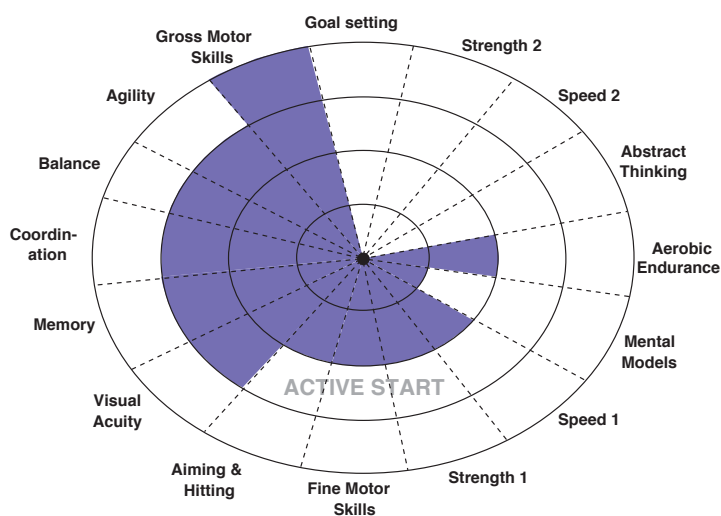 Goal setting
Gross Motor
Skills
Strength 2
Agility
Speed 2
Balance
Abstract
Thinking
Coordin-
ation
Aerobic
Endurance
Memory
Mental
Models
ACTIVE START
Visual
Acuity
Speed 1
Aiming &
Hitting
Strength 1
Fine Motor
Skills